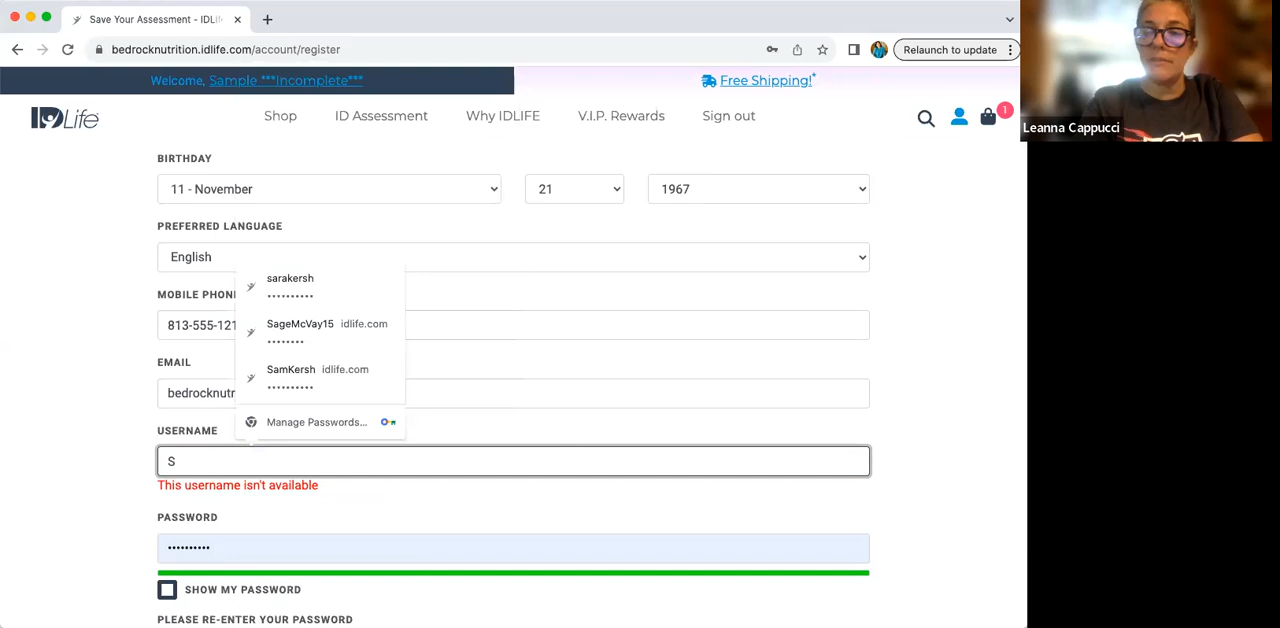 Save Your Assessment - IDLif
bedrocknutrition.idlife.com/account/register
Relaunch to update
Welcome, Sample ***Incomplete***
Free Shipping!*
IDLife
Shop
ID Assessment
Why IDLIFE
V.I.P. Rewards
Sign out
1
Leanna Cappucci
BIRTHDAY
11 - November
21
1967
PREFERRED LANGUAGE
English
sarakersh
••••••••••
MOBILE PHON
SageMcVay15 idlife.com
••••••••
813-555-121
EMAIL
SamKersh idlife.com
••••••••••
bedrocknutr
Manage Passwords...
USERNAME
S
This username isn't available
PASSWORD
••••••••••
SHOW MY PASSWORD
PLEASE RE-ENTER YOUR PASSWORD